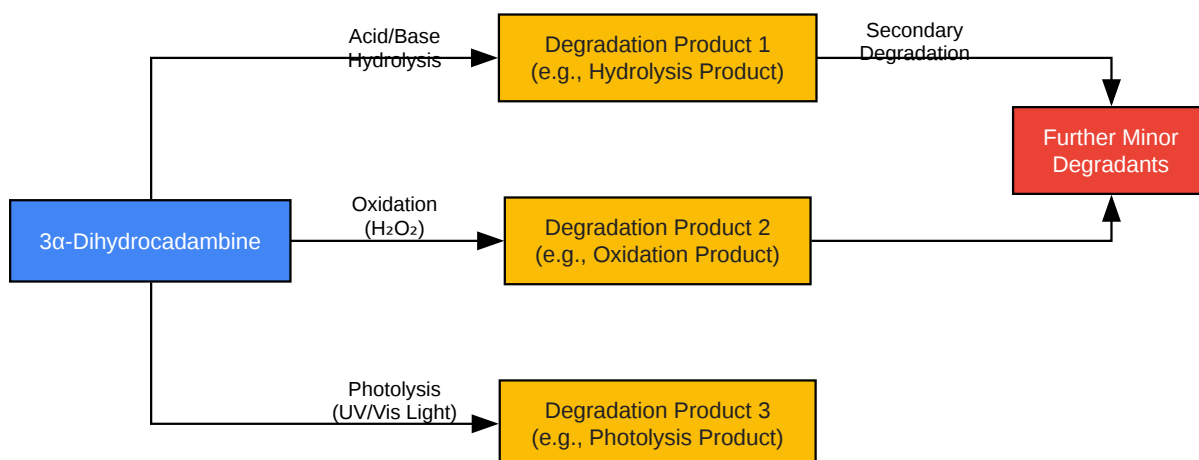 Acid/Base
Hydrolysis
Degradation Product 1
(e.g., Hydrolysis Product)
Secondary
Degradation
Further Minor
Degradants
3α-Dihydrocadambine
Oxidation
(H₂O₂)
Degradation Product 2
(e.g., Oxidation Product)
Photolysis
(UV/Vis Light)
Degradation Product 3
(e.g., Photolysis Product)